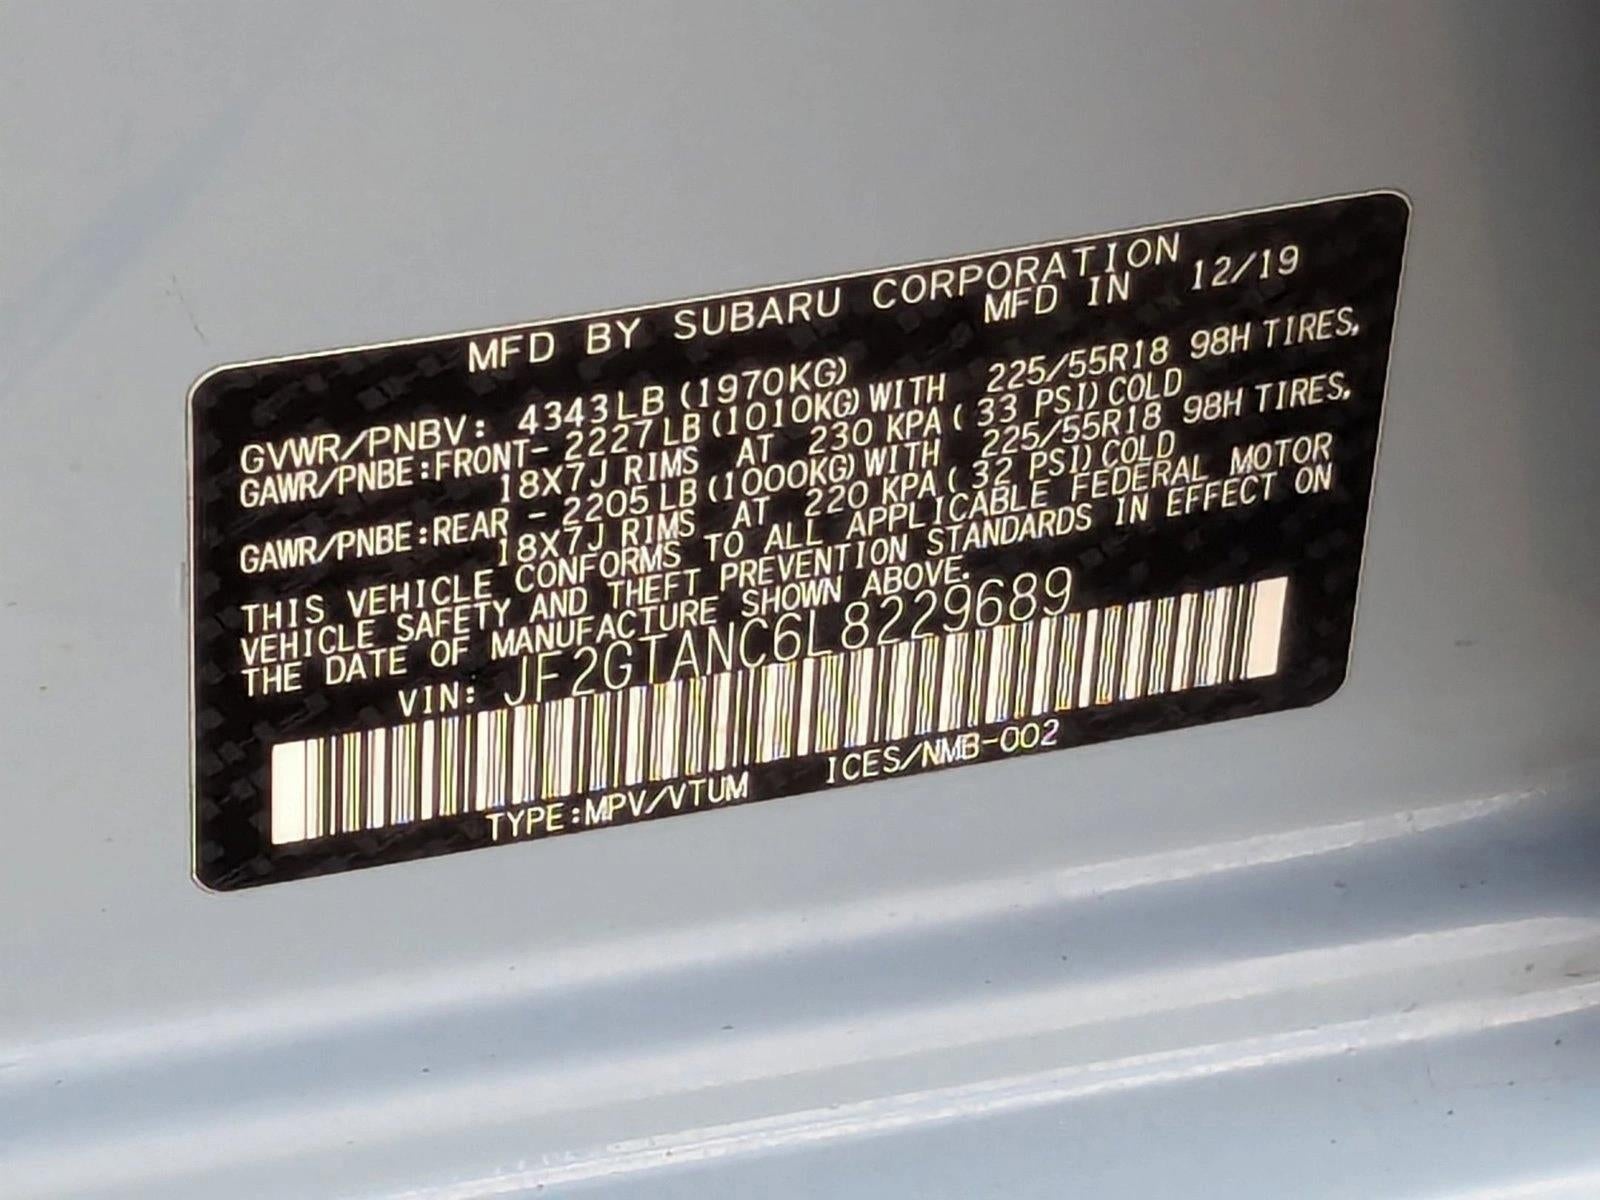 MFD BY SUBARU CORPORATION
MFD IN 12/19
GVWR/PNBV: 4343LB (1970KG)
GAWR/PNBE:FRONT- 2227LB (1010KG) WITH 225/55R18 98H TIRES,
18X7J RIMS AT 230 KPA ( 33 PSI) COLD
GAWR/PNBE:REAR - 2205LB (1000KG) WITH 225/55R18 98H TIRES,
18X7J RIMS AT 220 KPA ( 32 PSI) COLD
THIS VEHICLE CONFORMS TO ALL APPLICABLE FEDERAL MOTOR
VEHICLE SAFETY AND THEFT PREVENTION STANDARDS IN EFFECT ON
THE DATE OF MANUFACTURE SHOWN ABOVE.
VIN: JF2GTANC6L8229689
TYPE:MPV/VTUM ICES/NMB-002